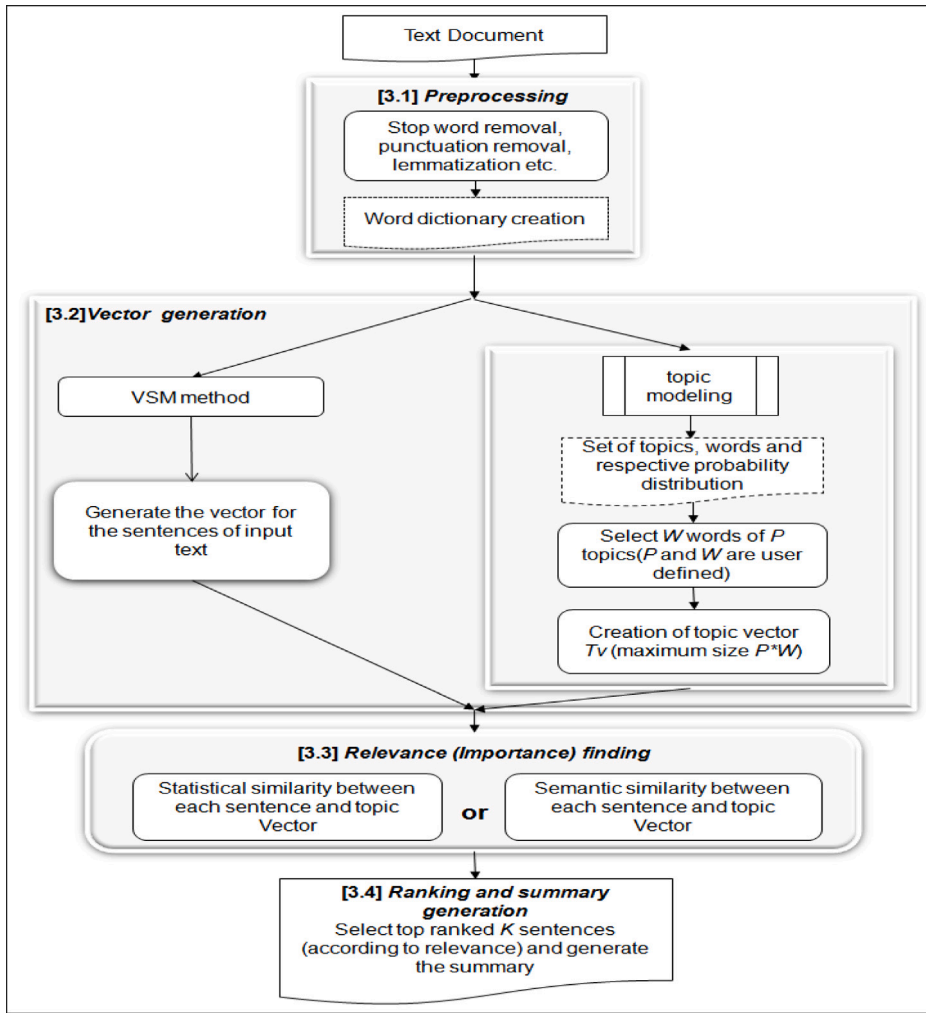 Text Document
[3.1] Preprocessing
Stop word removal,
punctuation removal,
lemmatization etc.
Word dictionary creation
[3.2]Vector generation
VSM method
Generate the vector for
the sentences of input
text
topic
modeling
Set of topics, words and
respective probability
distribution
Select W words of P
topics(P and W are user
defined)
Creation of topic vector
Tv (maximum size P*W)
[3.3] Relevance (Importance) finding
Statistical similarity between
each sentence and topic
Vector
or
Semantic similarity between
each sentence and topic
Vector
[3.4] Ranking and summary
generation
Select top ranked K sentences
(according to relevance) and generate
the summary